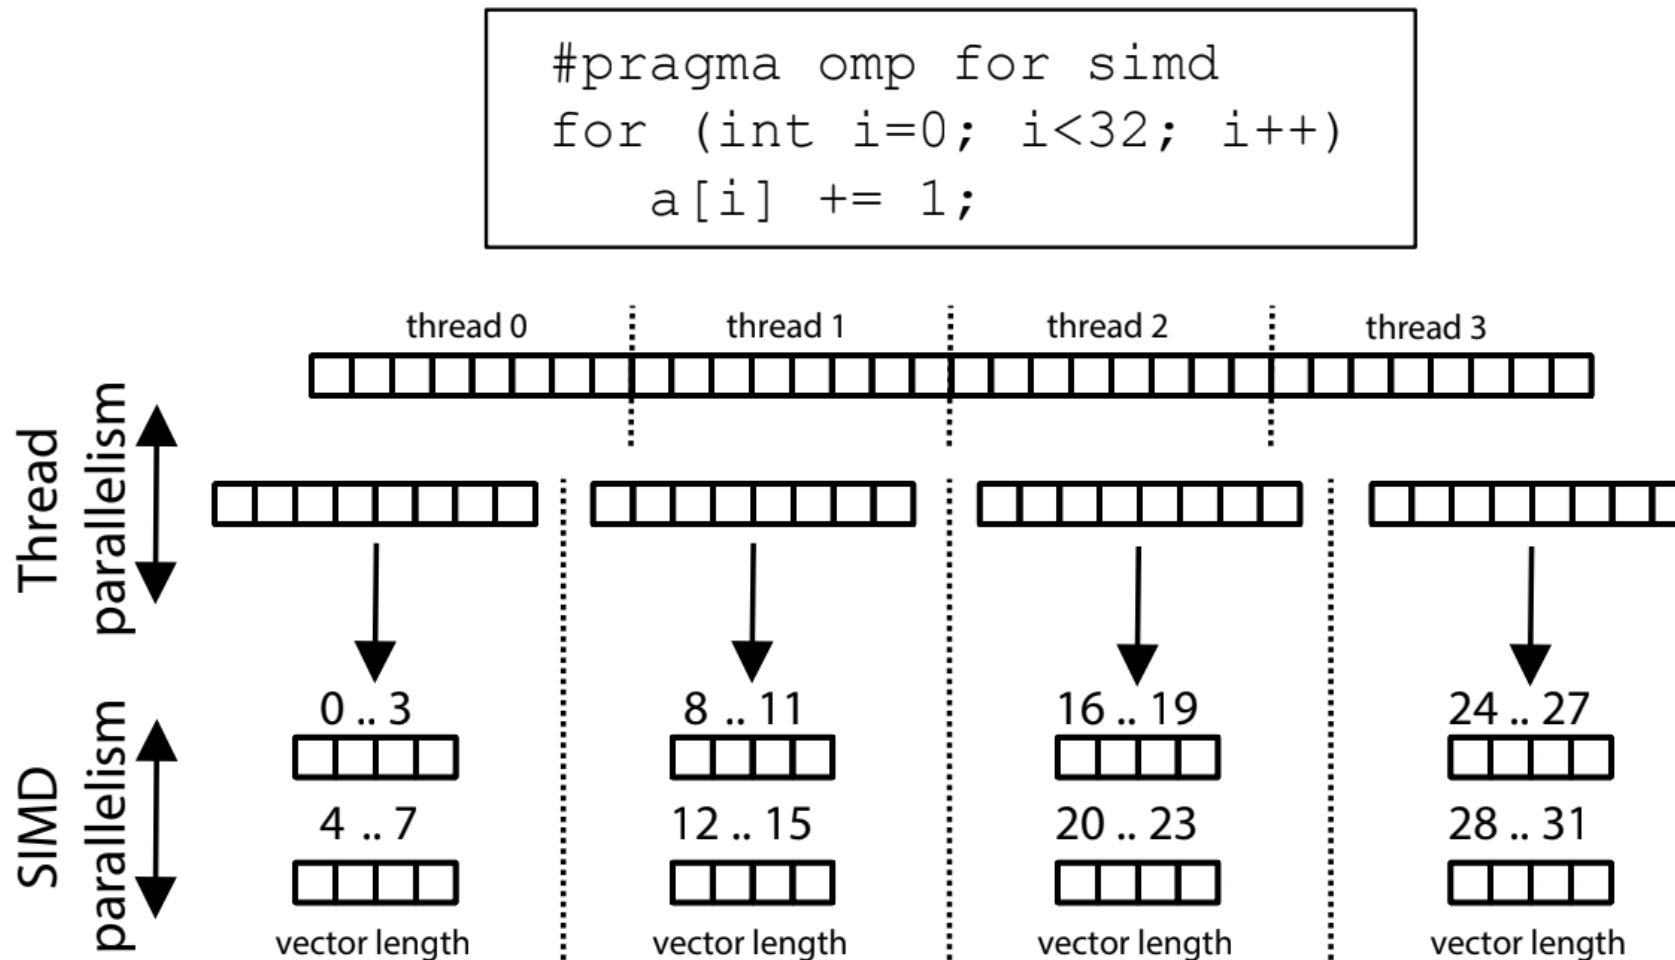 #pragma omp for simd
for (int i=0; i<32; i++)
a[i] += 1;
thread 0 thread 1 thread 2 thread 3
Thread
parallelism
0 .. 3 8 .. 11 16 .. 19 24 .. 27
SIMD
parallelism
4 .. 7 12 .. 15 20 .. 23 28 .. 31
vector length vector length vector length vector length